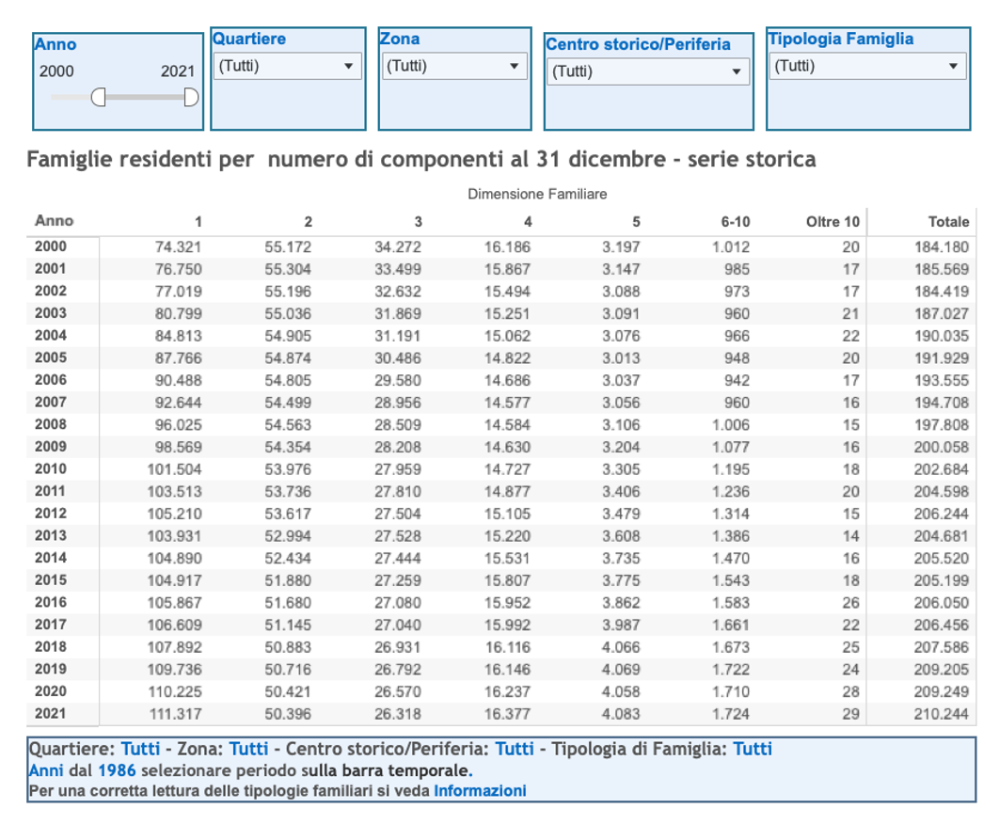 Anno
2000 2021
Quartiere
(Tutti)
Zona
(Tutti)
Centro storico/Periferia
(Tutti)
Tipologia Famiglia
(Tutti)
Famiglie residenti per  numero di componenti al 31 dicembre - serie storica
Dimensione Familiare
Anno 1 2 3 4 5 6-10 Oltre 10 Totale
2000 74.321 55.172 34.272 16.186 3.197 1.012 20 184.180
2001 76.750 55.304 33.499 15.867 3.147 985 17 185.569
2002 77.019 55.196 32.632 15.494 3.088 973 17 184.419
2003 80.799 55.036 31.869 15.251 3.091 960 21 187.027
2004 84.813 54.905 31.191 15.062 3.076 966 22 190.035
2005 87.766 54.874 30.486 14.822 3.013 948 20 191.929
2006 90.488 54.805 29.580 14.686 3.037 942 17 193.555
2007 92.644 54.499 28.956 14.577 3.056 960 16 194.708
2008 96.025 54.563 28.509 14.584 3.106 1.006 15 197.808
2009 98.569 54.354 28.208 14.630 3.204 1.077 16 200.058
2010 101.504 53.976 27.959 14.727 3.305 1.195 18 202.684
2011 103.513 53.736 27.810 14.877 3.406 1.236 20 204.598
2012 105.210 53.617 27.504 15.105 3.479 1.314 15 206.244
2013 103.931 52.994 27.528 15.220 3.608 1.386 14 204.681
2014 104.890 52.434 27.444 15.531 3.735 1.470 16 205.520
2015 104.917 51.880 27.259 15.807 3.775 1.543 18 205.199
2016 105.867 51.680 27.080 15.952 3.862 1.583 26 206.050
2017 106.609 51.145 27.040 15.992 3.987 1.661 22 206.456
2018 107.892 50.883 26.931 16.116 4.066 1.673 25 207.586
2019 109.736 50.716 26.792 16.146 4.069 1.722 24 209.205
2020 110.225 50.421 26.570 16.237 4.058 1.710 28 209.249
2021 111.317 50.396 26.318 16.377 4.083 1.724 29 210.244
Quartiere: Tutti - Zona: Tutti - Centro storico/Periferia: Tutti - Tipologia di Famiglia: Tutti
Anni dal 1986 selezionare periodo sulla barra temporale.
Per una corretta lettura delle tipologie familiari si veda Informazioni